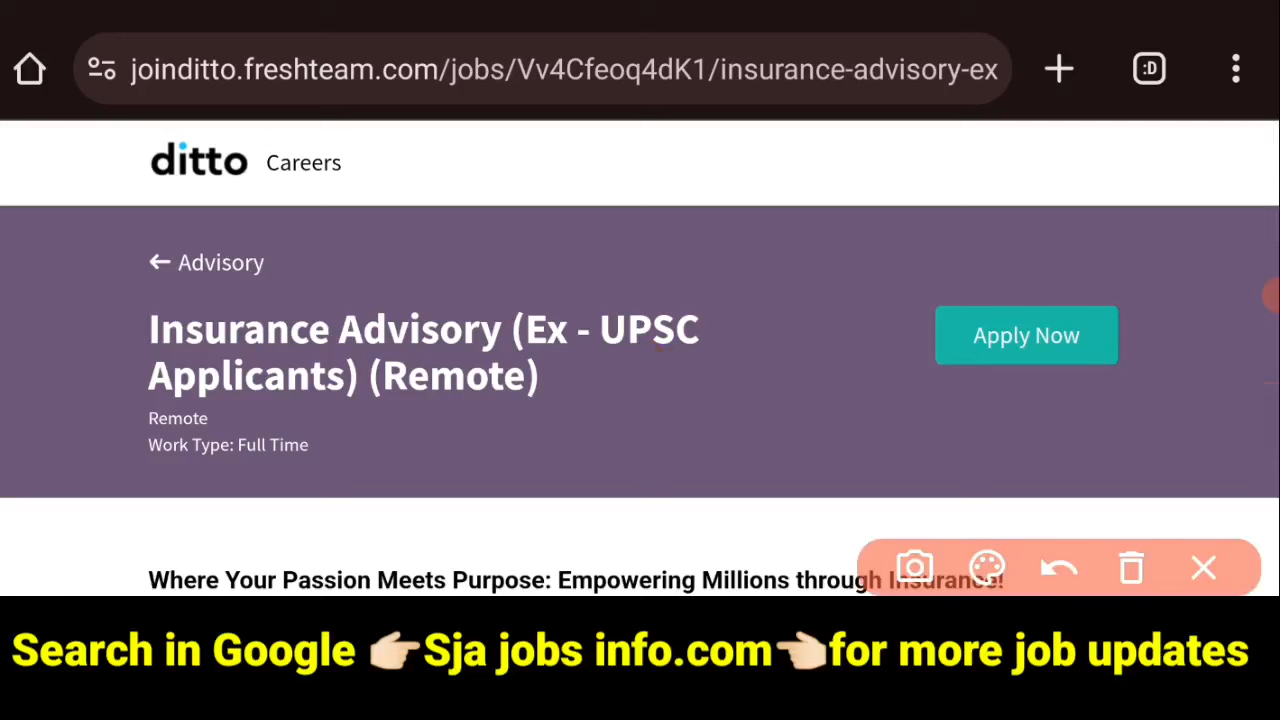 joinditto.freshteam.com/jobs/Vv4Cfeoq4dK1/insurance-advisory-ex
:D
ditto Careers
← Advisory
Insurance Advisory (Ex - UPSC
Applicants) (Remote)
Apply Now
Remote
Work Type: Full Time
Where Your Passion Meets Purpose: Empowering Millions through Insurance!
Search in Google 👉🏻Sja jobs info.com👈🏻for more job updates